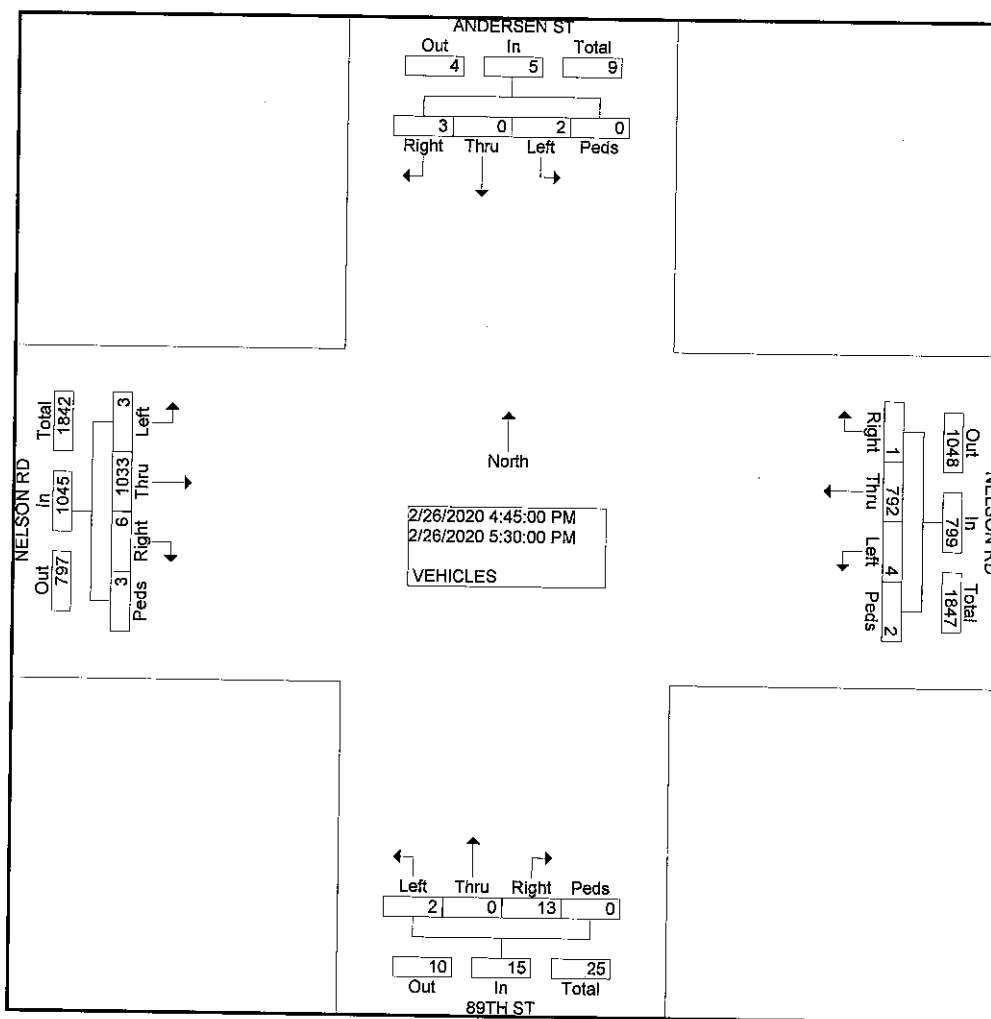 ANDERSEN ST
Out In Total
4 5 9
3 0 2 0
Right Thru Left Peds
NELSON RD
Total In Out
1842 1045 797
3 1033 6 3
Left Thru Right Peds
North
2/26/2020 4:45:00 PM
2/26/2020 5:30:00 PM
VEHICLES
Right Thru Left Peds
1 792 4 2
Out In Total
1048 799 1847
NELSON RD
Left Thru Right Peds
2 0 13 0
10 15 25
Out In Total
89TH ST